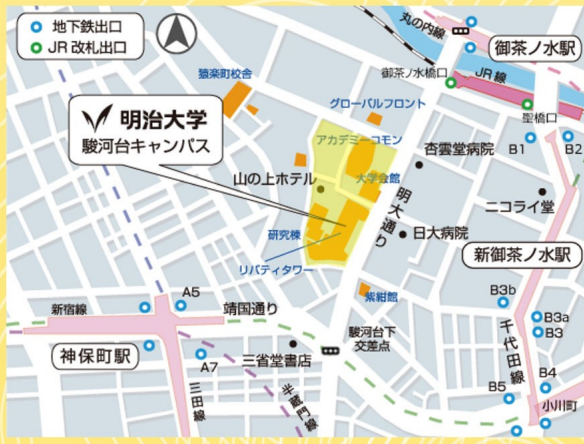 地下鉄出口
JR 改札出口
丸の内線
御茶ノ水駅
猿楽町校舎
御茶ノ水橋口
JR 線
明治大学
駿河台キャンパス
グローバルフロント
聖橋口
アカデミーコモン
杏雲堂病院
B1
B2
山の上ホテル
大学会館
明大通り
ニコライ堂
研究棟
日大病院
新御茶ノ水駅
リバティタワー
紫紺館
B3b
新宿線
A5
靖国通り
B3a
B3
駿河台下
交差点
千代田線
神保町駅
A7
三省堂書店
B4
三田線
半蔵門線
B5
小川町